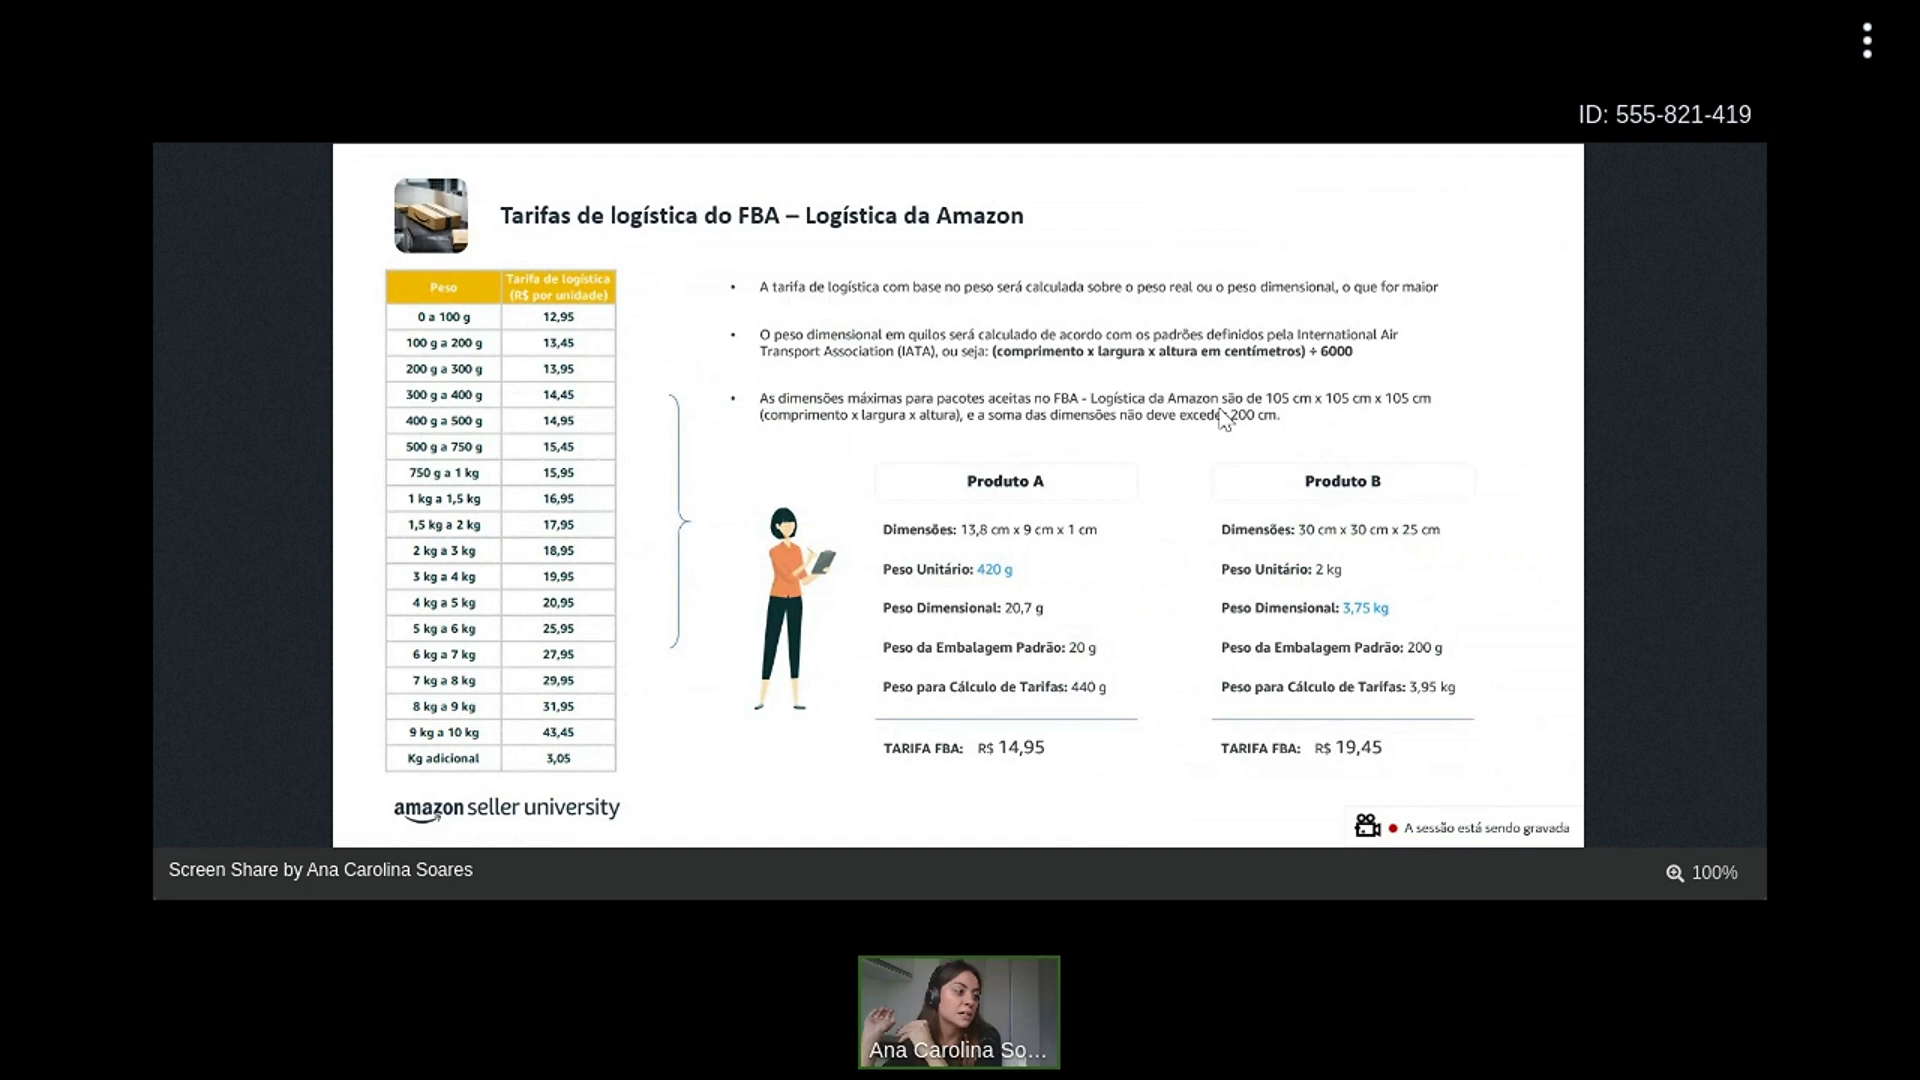 ID: 555-821-419
Tarifas de logística do FBA – Logística da Amazon
Peso Tarifa de logística (R$ por unidade)
0 a 100 g 12,95
100 g a 200 g 13,45
200 g a 300 g 13,95
300 g a 400 g 14,45
400 g a 500 g 14,95
500 g a 750 g 15,45
750 g a 1 kg 15,95
1 kg a 1,5 kg 16,95
1,5 kg a 2 kg 17,95
2 kg a 3 kg 18,95
3 kg a 4 kg 19,95
4 kg a 5 kg 20,95
5 kg a 6 kg 25,95
6 kg a 7 kg 27,95
7 kg a 8 kg 29,95
8 kg a 9 kg 31,95
9 kg a 10 kg 43,45
Kg adicional 3,05
• A tarifa de logística com base no peso será calculada sobre o peso real ou o peso dimensional, o que for maior
• O peso dimensional em quilos será calculado de acordo com os padrões definidos pela International Air
Transport Association (IATA), ou seja: (comprimento x largura x altura em centímetros) ÷ 6000
• As dimensões máximas para pacotes aceitas no FBA - Logística da Amazon são de 105 cm x 105 cm x 105 cm
(comprimento x largura x altura), e a soma das dimensões não deve exceder 200 cm.
Produto A
Dimensões: 13,8 cm x 9 cm x 1 cm
Peso Unitário: 420 g
Peso Dimensional: 20,7 g
Peso da Embalagem Padrão: 20 g
Peso para Cálculo de Tarifas: 440 g
TARIFA FBA: R$ 14,95
Produto B
Dimensões: 30 cm x 30 cm x 25 cm
Peso Unitário: 2 kg
Peso Dimensional: 3,75 kg
Peso da Embalagem Padrão: 200 g
Peso para Cálculo de Tarifas: 3,95 kg
TARIFA FBA: R$ 19,45
amazon seller university
A sessão está sendo gravada
Screen Share by Ana Carolina Soares
100%
Ana Carolina So...